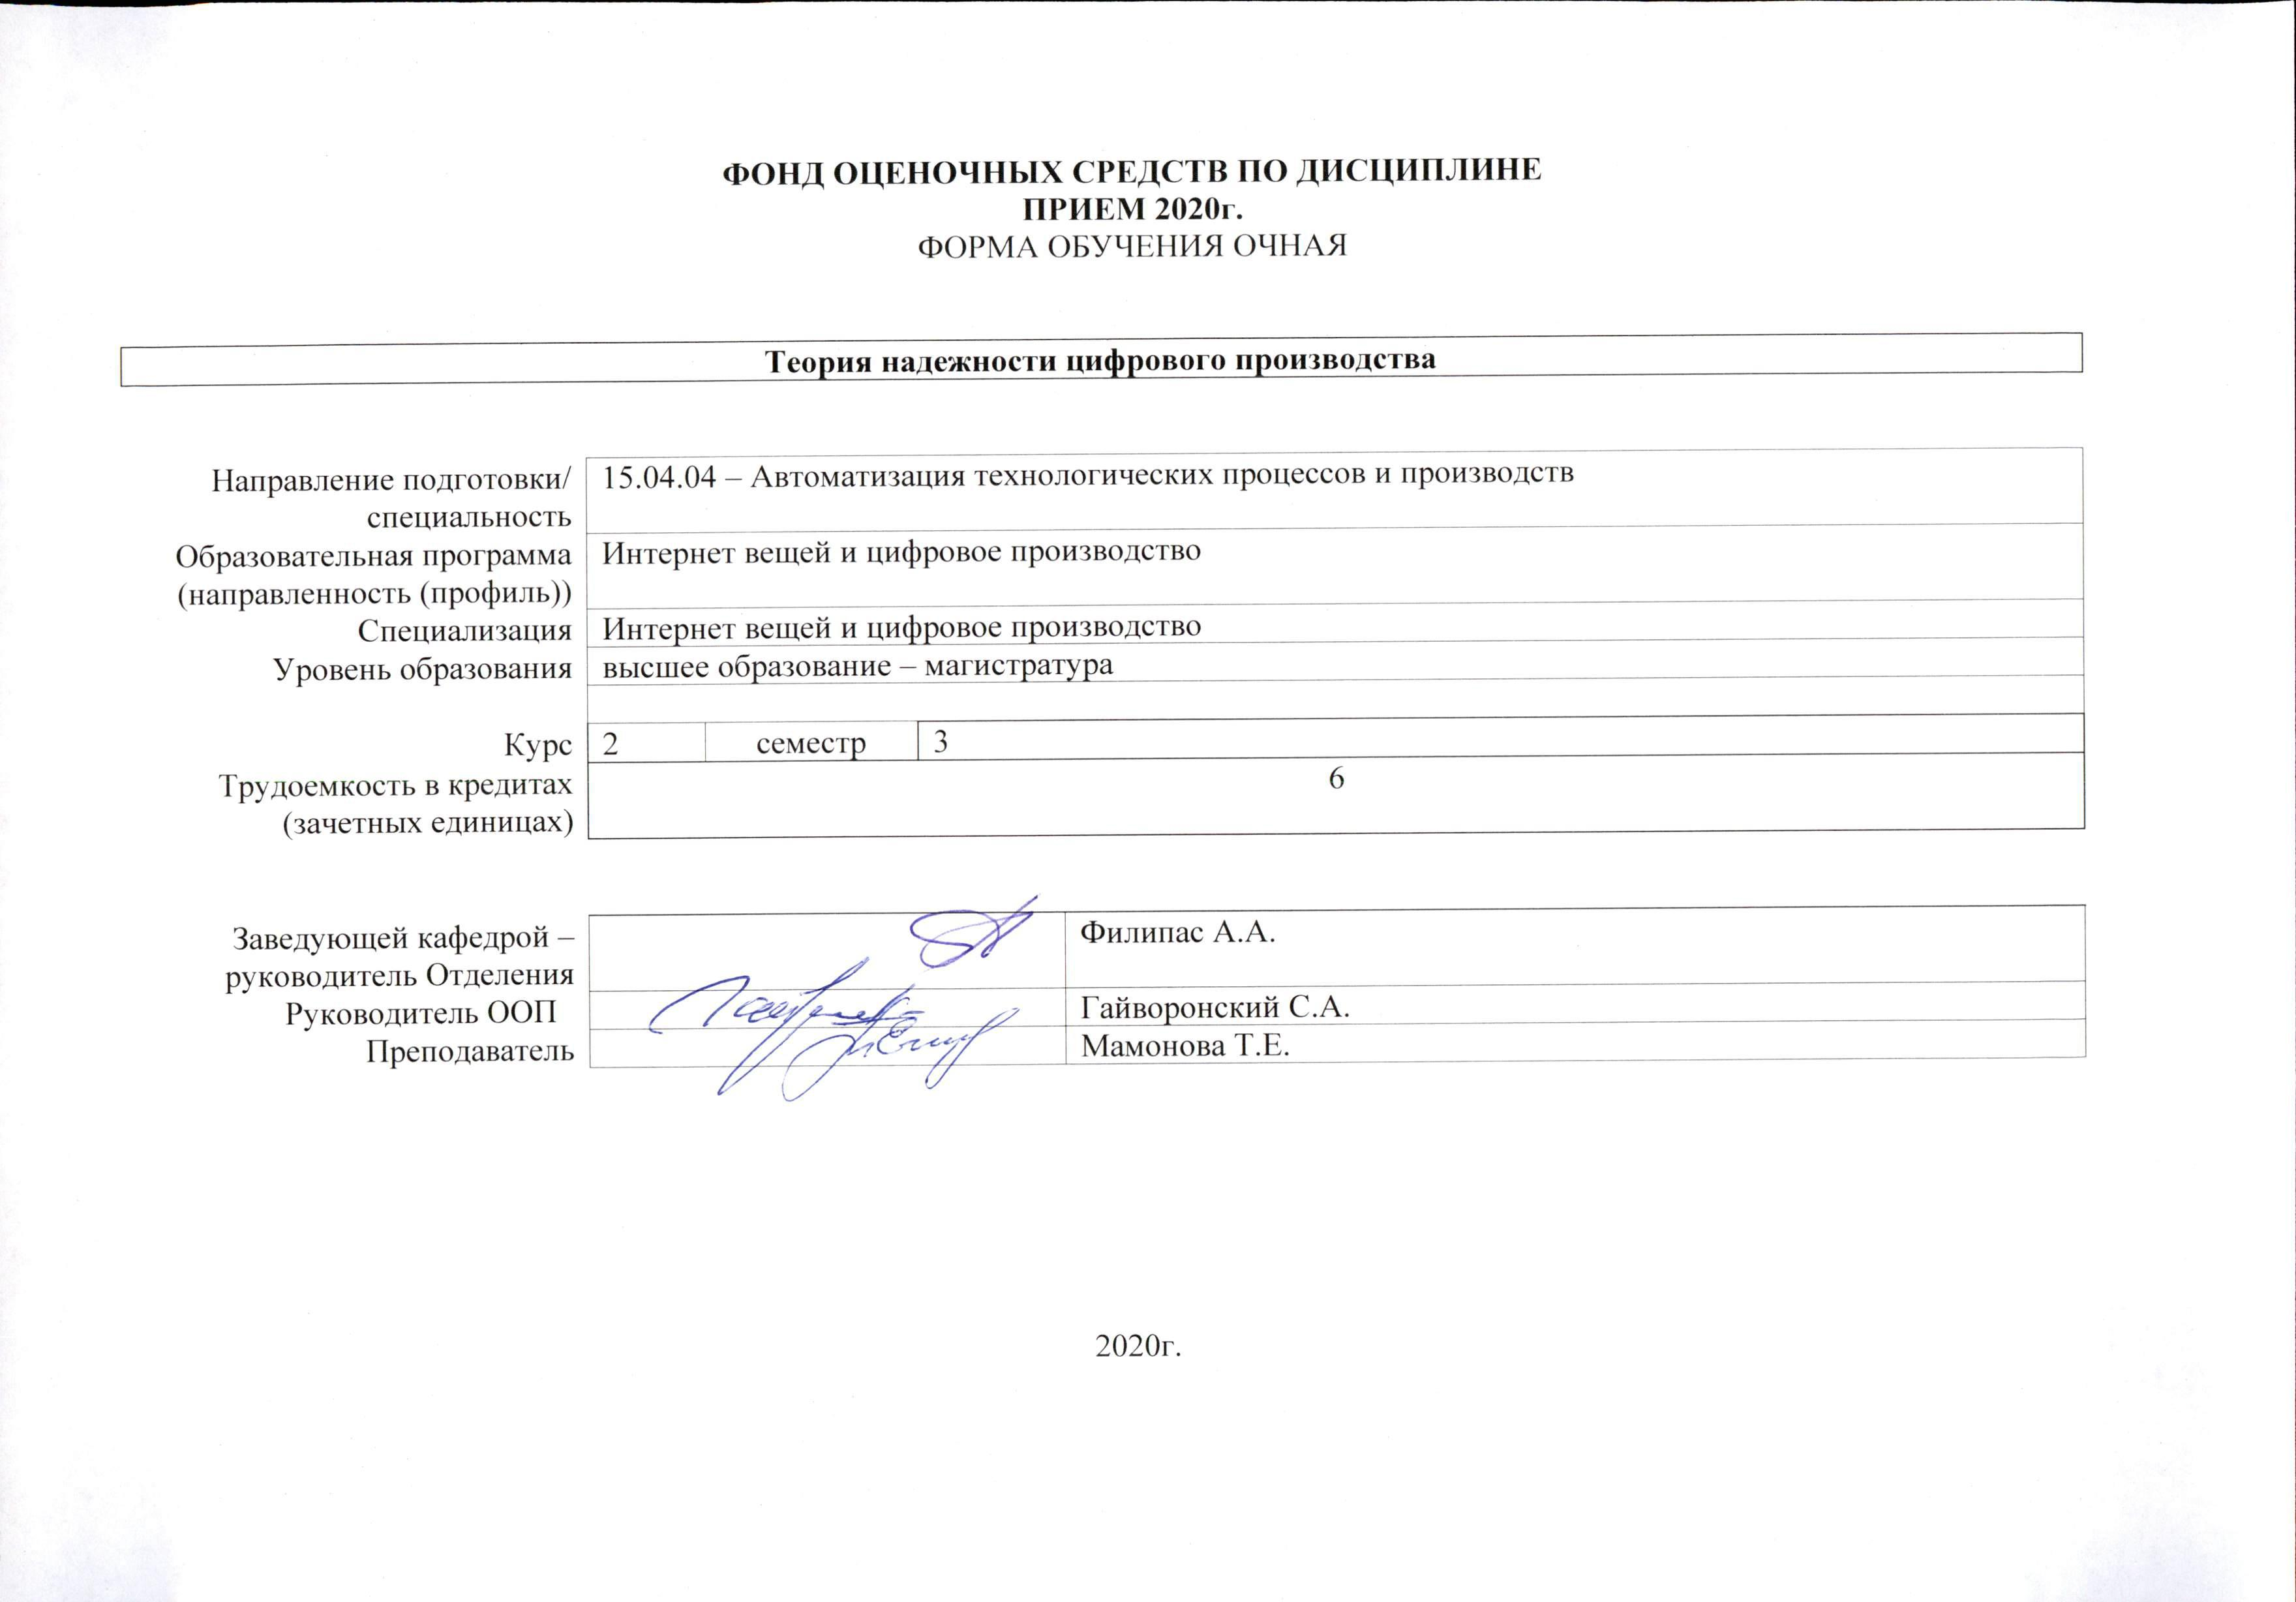 ФОНД ОЦЕНОЧНЫХ СРЕДСТВ ПО ДИСЦИПЛИНЕ
ПРИЕМ 2020г.
ФОРМА ОБУЧЕНИЯ ОЧНАЯ
Теория надежности цифрового производства
Направление подготовки/ 15.04.04 – Автоматизация технологических процессов и производств
специальность
Образовательная программа Интернет вещей и цифровое производство
(направленность (профиль))
Специализация Интернет вещей и цифровое производство
Уровень образования высшее образование – магистратура
Курс 2 семестр 3
Трудоемкость в кредитах 6
(зачетных единицах)
Заведующей кафедрой – Филипас А.А.
руководитель Отделения
Руководитель ООП Гайворонский С.А.
Преподаватель Мамонова Т.Е.
2020г.